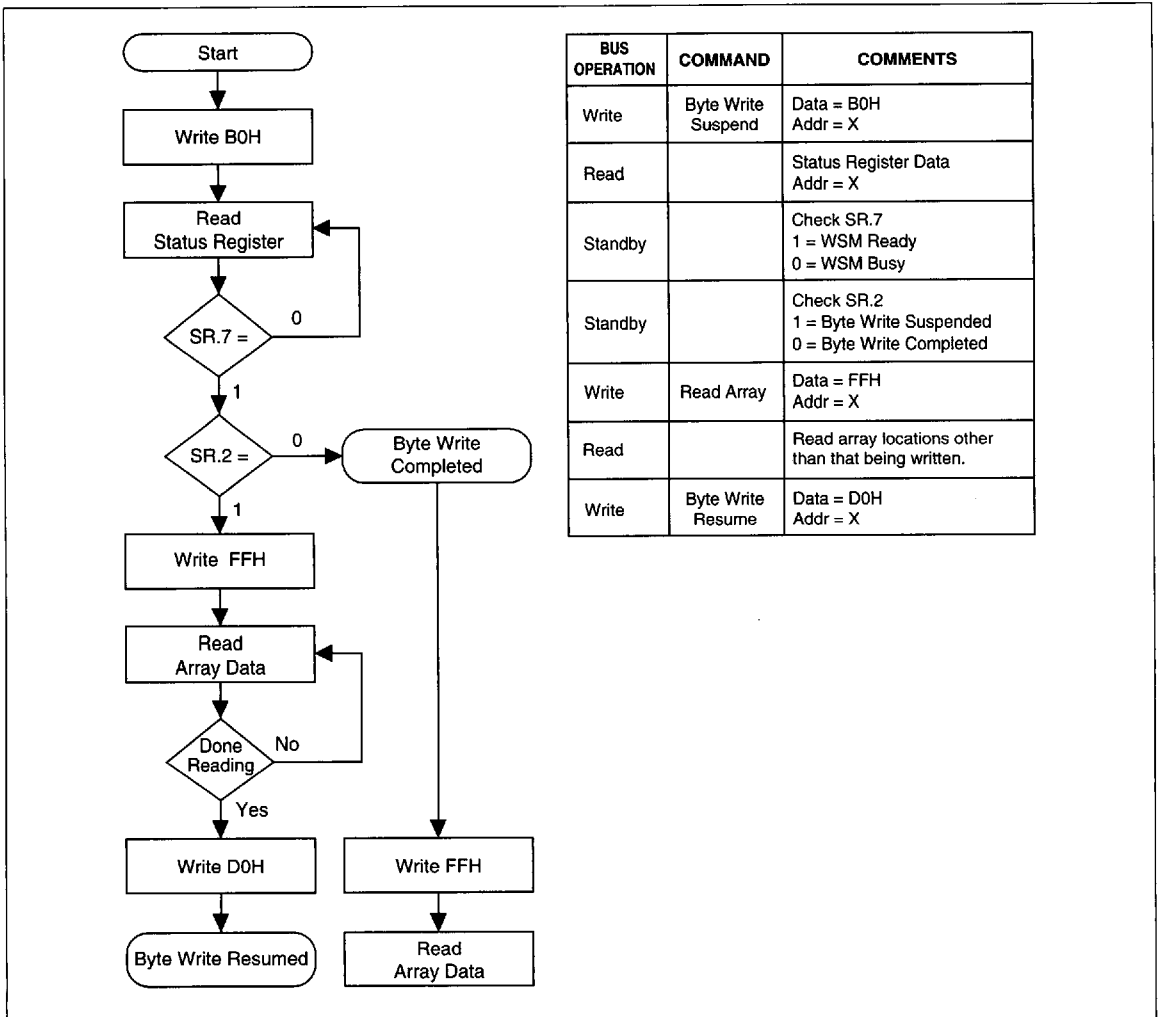 Start
Write B0H
Read
Status Register
SR.7 =
0
1
SR.2 =
0
Byte Write
Completed
1
Write FFH
Read
Array Data
Done
Reading
No
Yes
Write D0H
Write FFH
Byte Write Resumed
Read
Array Data
BUS
OPERATION
COMMAND
COMMENTS
Write
Byte Write
Suspend
Data = B0H
Addr = X
Read
Status Register Data
Addr = X
Standby
Check SR.7
1 = WSM Ready
0 = WSM Busy
Standby
Check SR.2
1 = Byte Write Suspended
0 = Byte Write Completed
Write
Read Array
Data = FFH
Addr = X
Read
Read array locations other
than that being written.
Write
Byte Write
Resume
Data = D0H
Addr = X